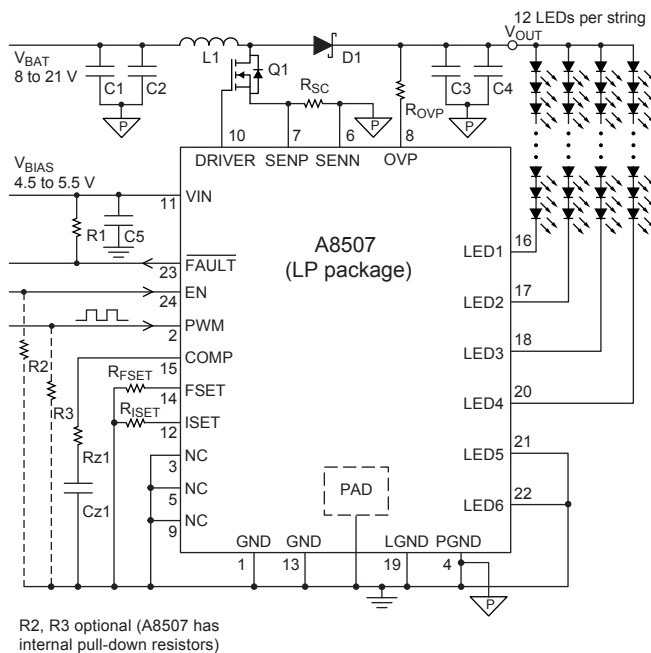 12 LEDs per string
VOUT
L1
D1
VBAT
8 to 21 V
C1
C2
Q1
RSC
ROVP
C3
C4
P
P
P
10
7
6
8
DRIVER
SENP
SENN
OVP
VBIAS
4.5 to 5.5 V
11
VIN
R1
C5
A8507
(LP package)
16
LED1
23
FAULT
24
EN
17
LED2
2
PWM
18
LED3
15
COMP
R2
R3
RFSET
14
FSET
20
LED4
RISET
12
ISET
Rz1
3
NC
21
LED5
Cz1
5
NC
PAD
22
LED6
9
NC
GND
GND
LGND
PGND
1
13
19
4
P
R2, R3 optional (A8507 has
internal pull-down resistors)